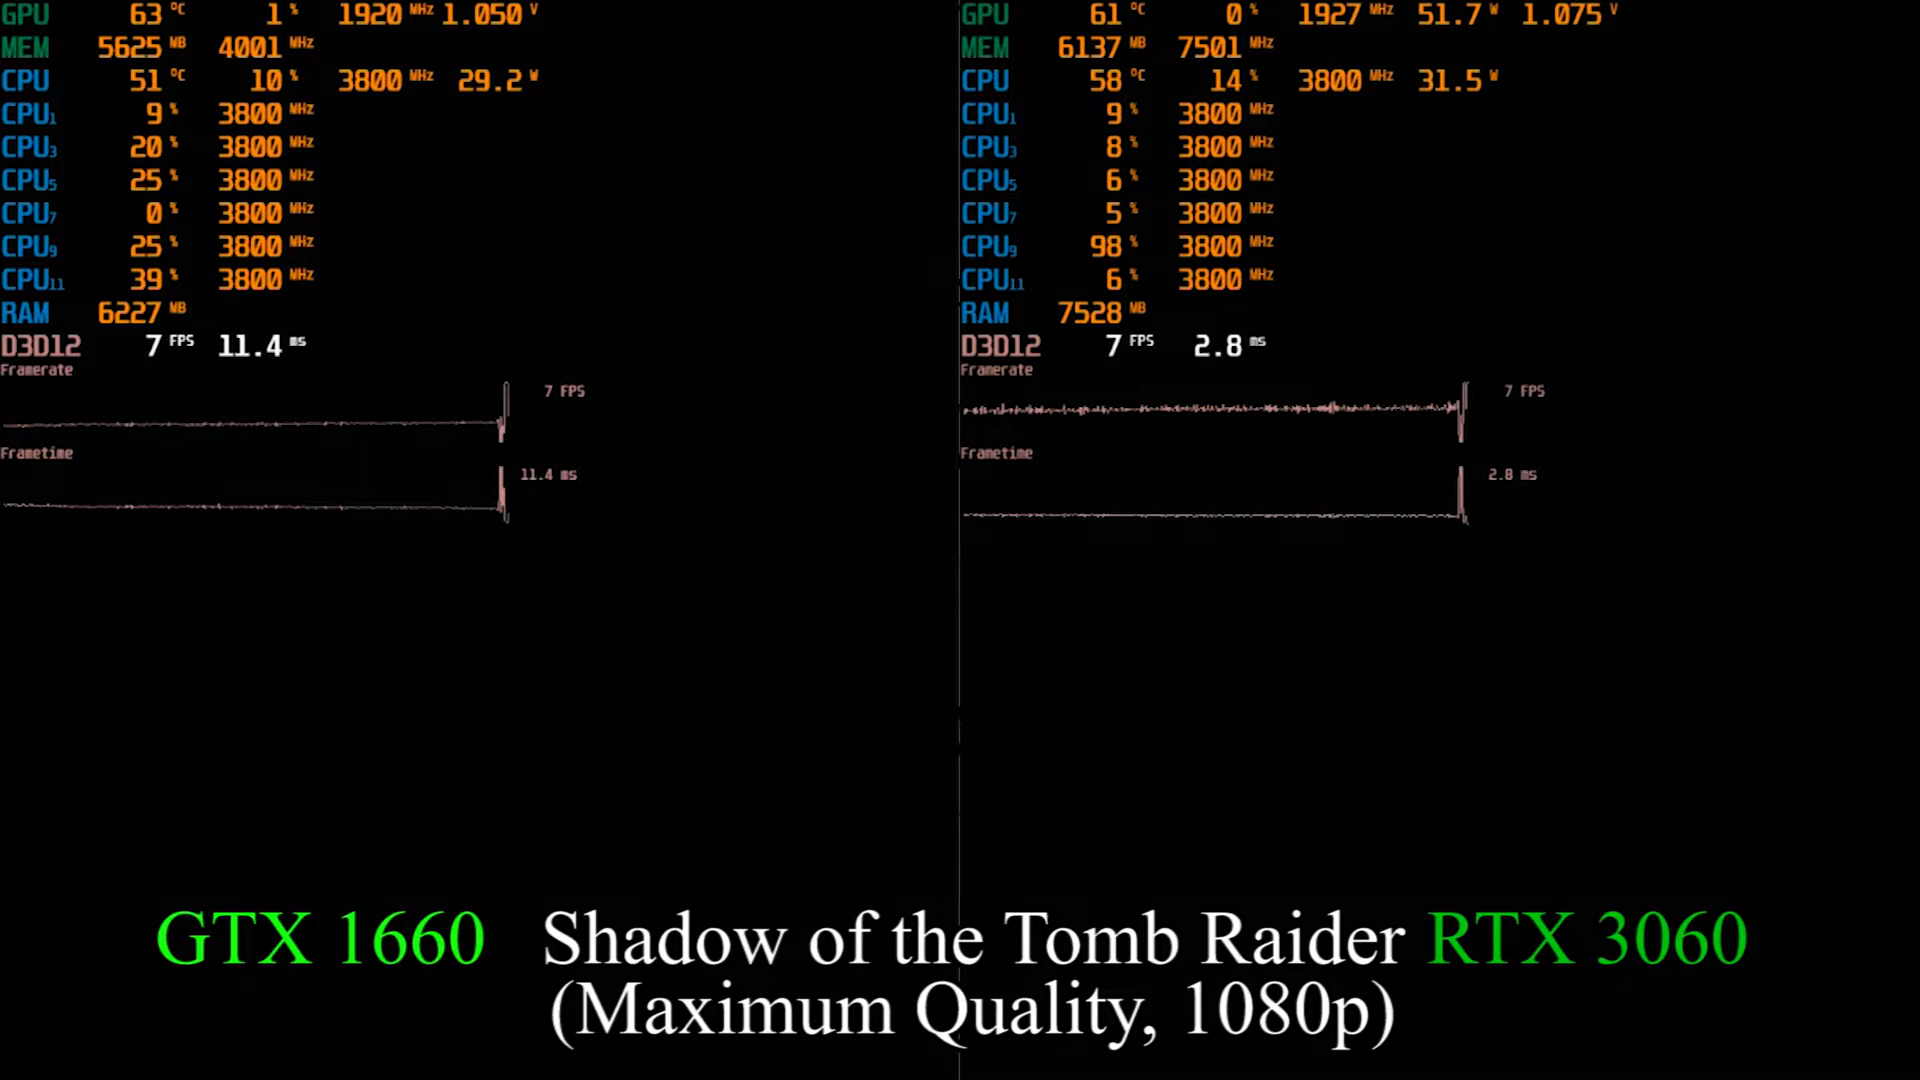 GPU 63 °C 1 % 1920 MHz 1.050 V
MEM 5625 MB 4001 MHz
CPU 51 °C 10 % 3800 MHz 29.2 W
CPU1 9 % 3800 MHz
CPU3 20 % 3800 MHz
CPU5 25 % 3800 MHz
CPU7 0 % 3800 MHz
CPU9 25 % 3800 MHz
CPU11 39 % 3800 MHz
RAM 6227 MB
D3D12 7 FPS 11.4 ms
Framerate
7 FPS
Frametime
11.4 ms
GPU 61 °C 0 % 1927 MHz 51.7 W 1.075 V
MEM 6137 MB 7501 MHz
CPU 58 °C 14 % 3800 MHz 31.5 W
CPU1 9 % 3800 MHz
CPU3 8 % 3800 MHz
CPU5 6 % 3800 MHz
CPU7 5 % 3800 MHz
CPU9 98 % 3800 MHz
CPU11 6 % 3800 MHz
RAM 7528 MB
D3D12 7 FPS 2.8 ms
Framerate
7 FPS
Frametime
2.8 ms
GTX 1660 Shadow of the Tomb Raider RTX 3060
(Maximum Quality, 1080p)